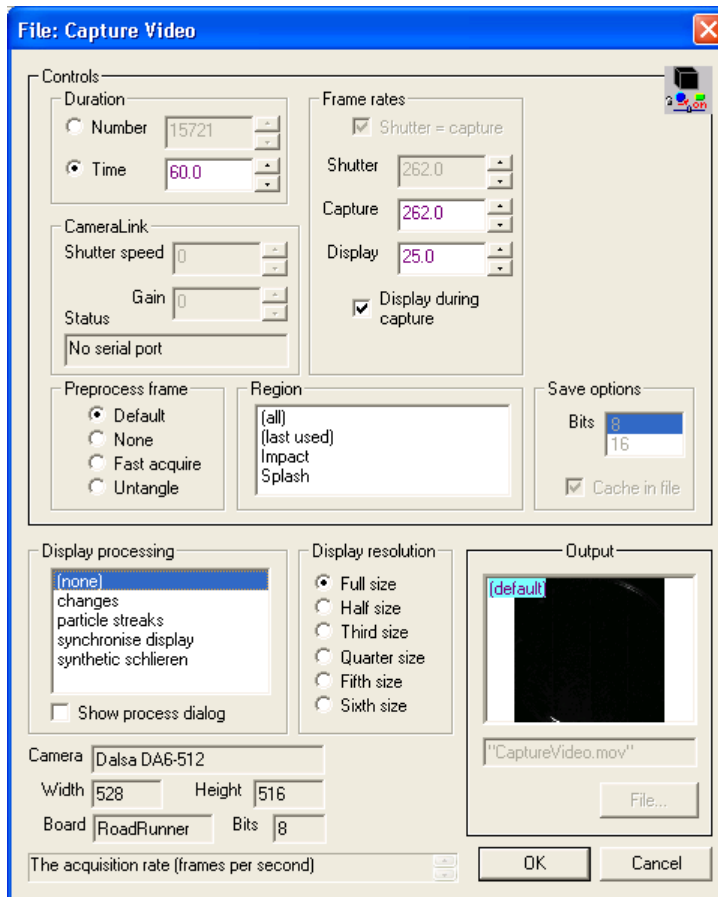 File: Capture Video
Controls
Duration
Number 15721
Time 60.0
Frame rates
Shutter = capture
Shutter 262.0
Capture 262.0
Display 25.0
Display during
capture
on
CameraLink
Shutter speed 0
Gain 0
Status
No serial port
Preprocess frame
Default
None
Fast acquire
Untangle
Region
(all)
(last used)
Impact
Splash
Save options
Bits 8
16
Cache in file
Display processing
(none)
changes
particle streaks
synchronise display
synthetic schlieren
Show process dialog
Display resolution
Full size
Half size
Third size
Quarter size
Fifth size
Sixth size
Output
(default)
"CaptureVideo.mov"
File...
Camera Dalsa DA6-512
Width 528 Height 516
Board RoadRunner Bits 8
The acquisition rate (frames per second)
OK Cancel